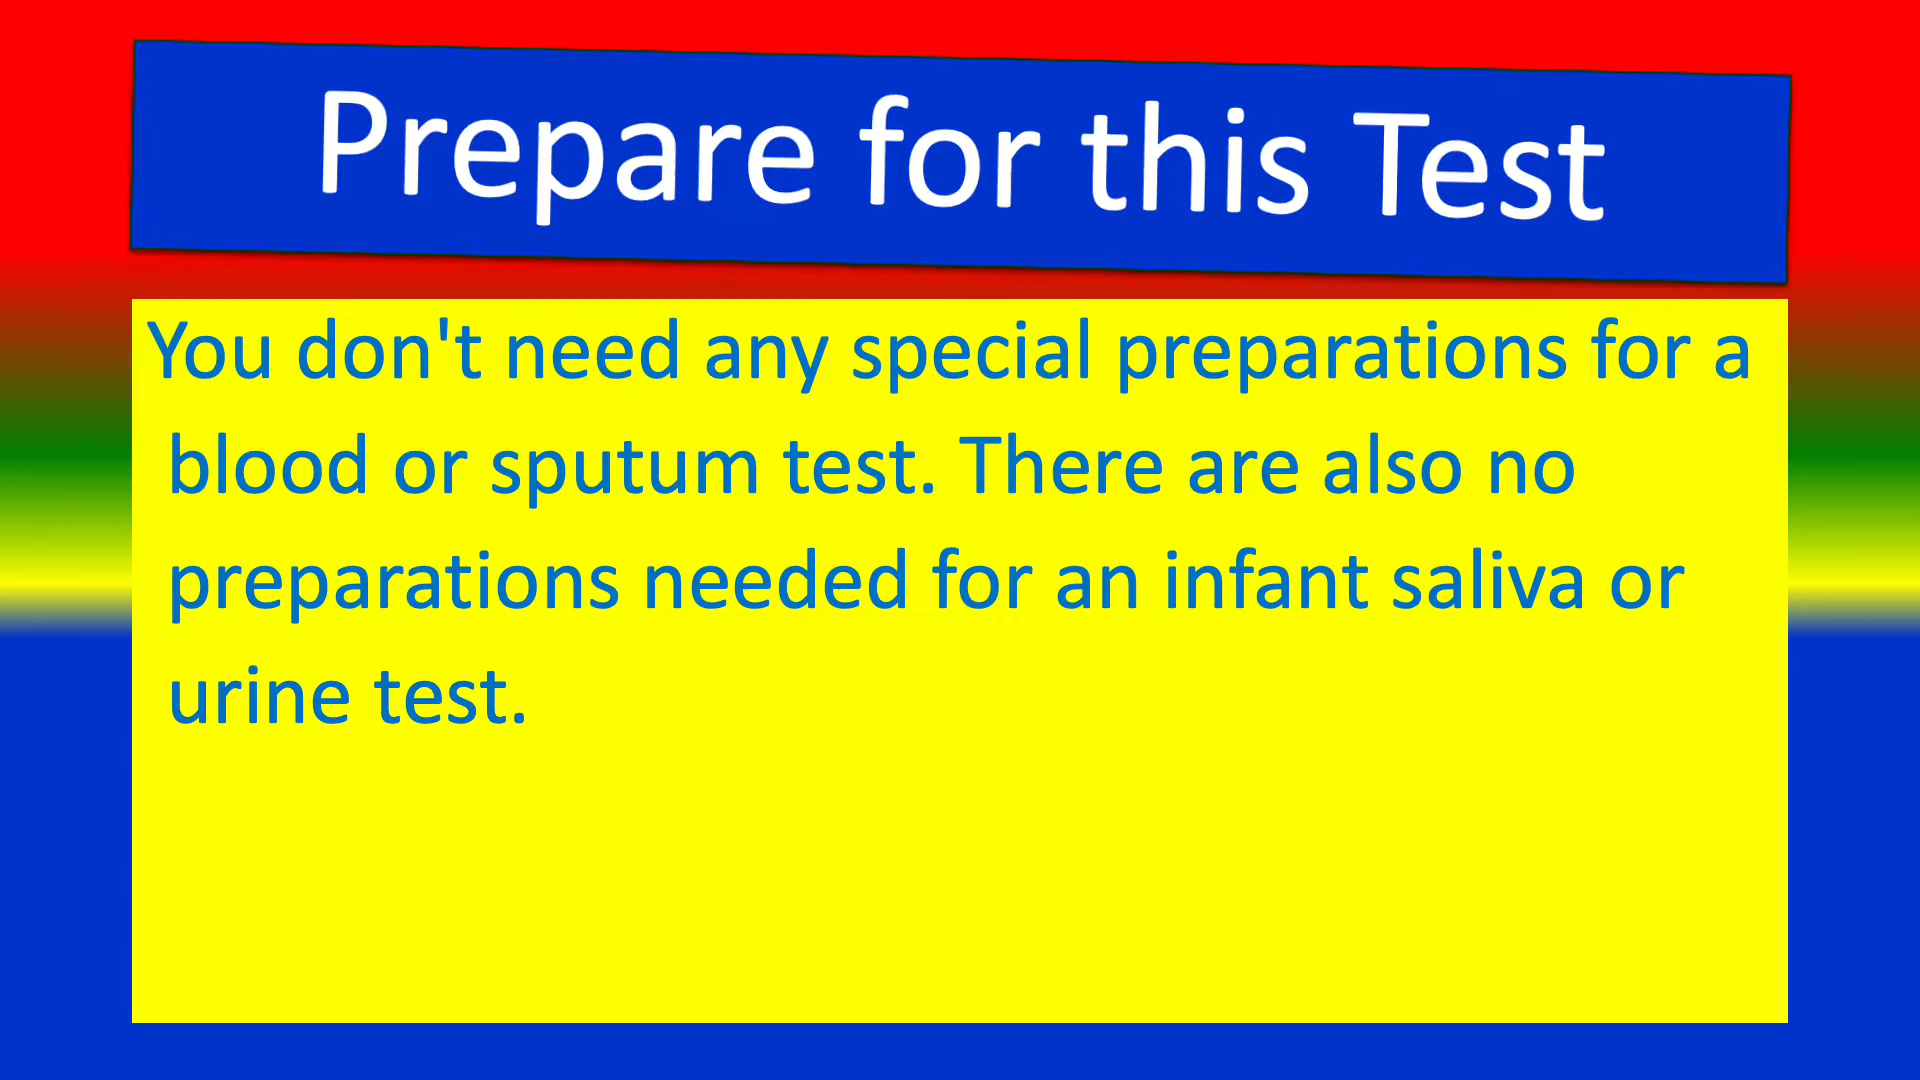 Prepare for this Test
You don't need any special preparations for a
blood or sputum test. There are also no
preparations needed for an infant saliva or
urine test.